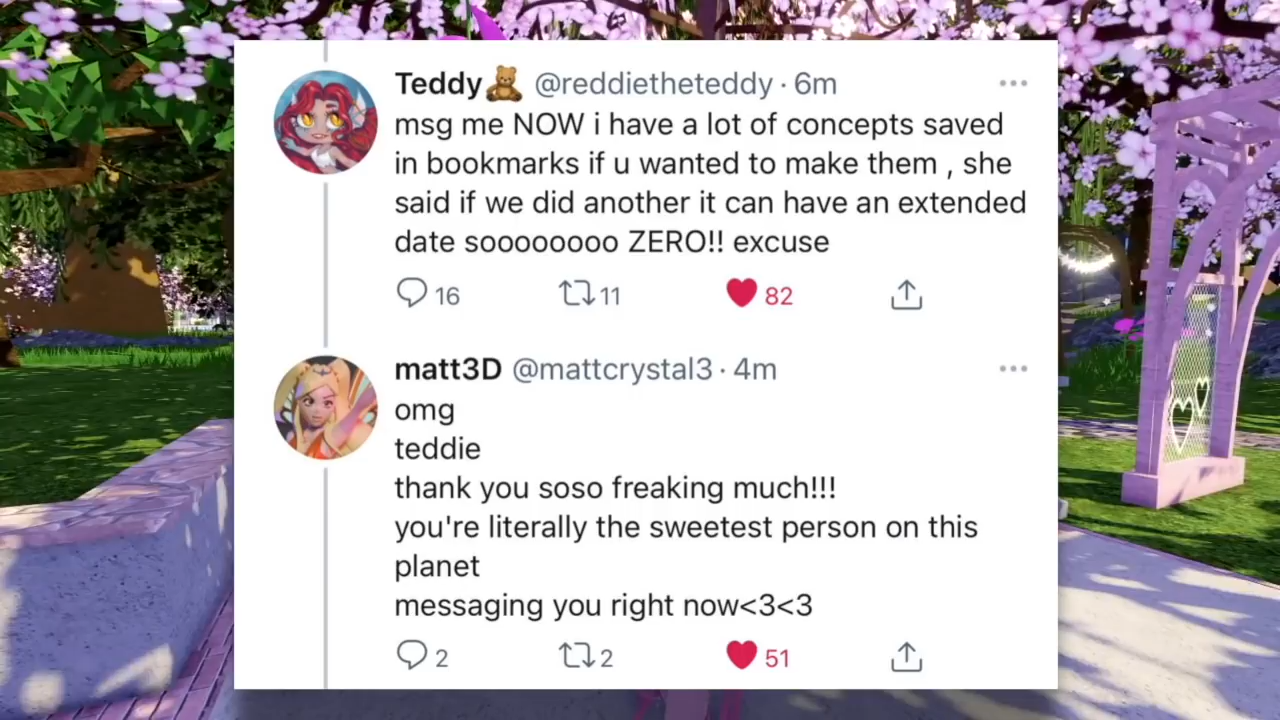 Teddy🧸 @reddietheteddy · 6m
msg me NOW i have a lot of concepts saved
in bookmarks if u wanted to make them , she
said if we did another it can have an extended
date soooooooo ZERO!! excuse
16 11 82
matt3D @mattcrystal3 · 4m
omg
teddie
thank you soso freaking much!!!
you're literally the sweetest person on this
planet
messaging you right now<3<3
2 2 51